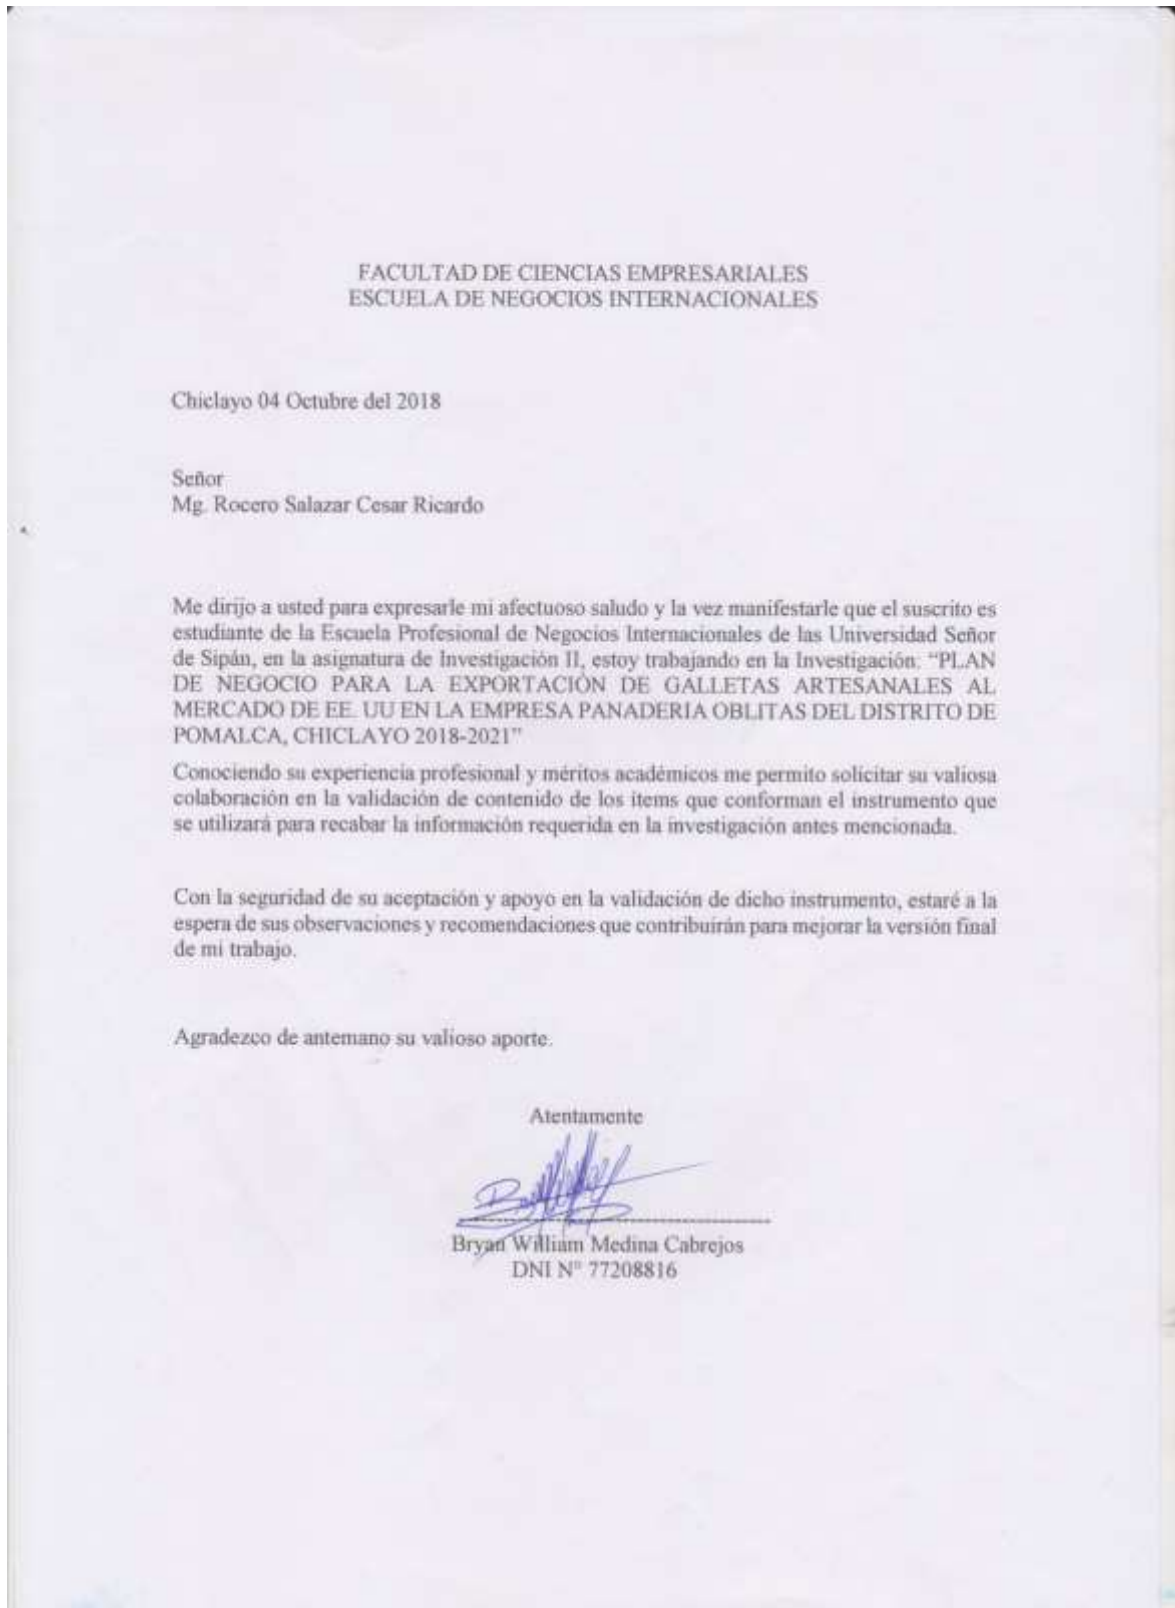 FACULTAD DE CIENCIAS EMPRESARIALES
ESCUELA DE NEGOCIOS INTERNACIONALES
Chiclayo 04 Octubre del 2018
Señor
Mg. Rocero Salazar Cesar Ricardo
Me dirijo a usted para expresarle mi afectuoso saludo y la vez manifestarle que el suscrito es
estudiante de la Escuela Profesional de Negocios Internacionales de las Universidad Señor
de Sipán, en la asignatura de Investigación II, estoy trabajando en la Investigación: “PLAN
DE NEGOCIO PARA LA EXPORTACIÓN DE GALLETAS ARTESANALES AL
MERCADO DE EE. UU EN LA EMPRESA PANADERIA OBLITAS DEL DISTRITO DE
POMALCA, CHICLAYO 2018-2021”
Conociendo su experiencia profesional y méritos académicos me permito solicitar su valiosa
colaboración en la validación de contenido de los ítems que conforman el instrumento que
se utilizará para recabar la información requerida en la investigación antes mencionada.
Con la seguridad de su aceptación y apoyo en la validación de dicho instrumento, estaré a la
espera de sus observaciones y recomendaciones que contribuirán para mejorar la versión final
de mi trabajo.
Agradezco de antemano su valioso aporte.
Atentamente
Bryan William Medina Cabrejos
DNI N° 77208816